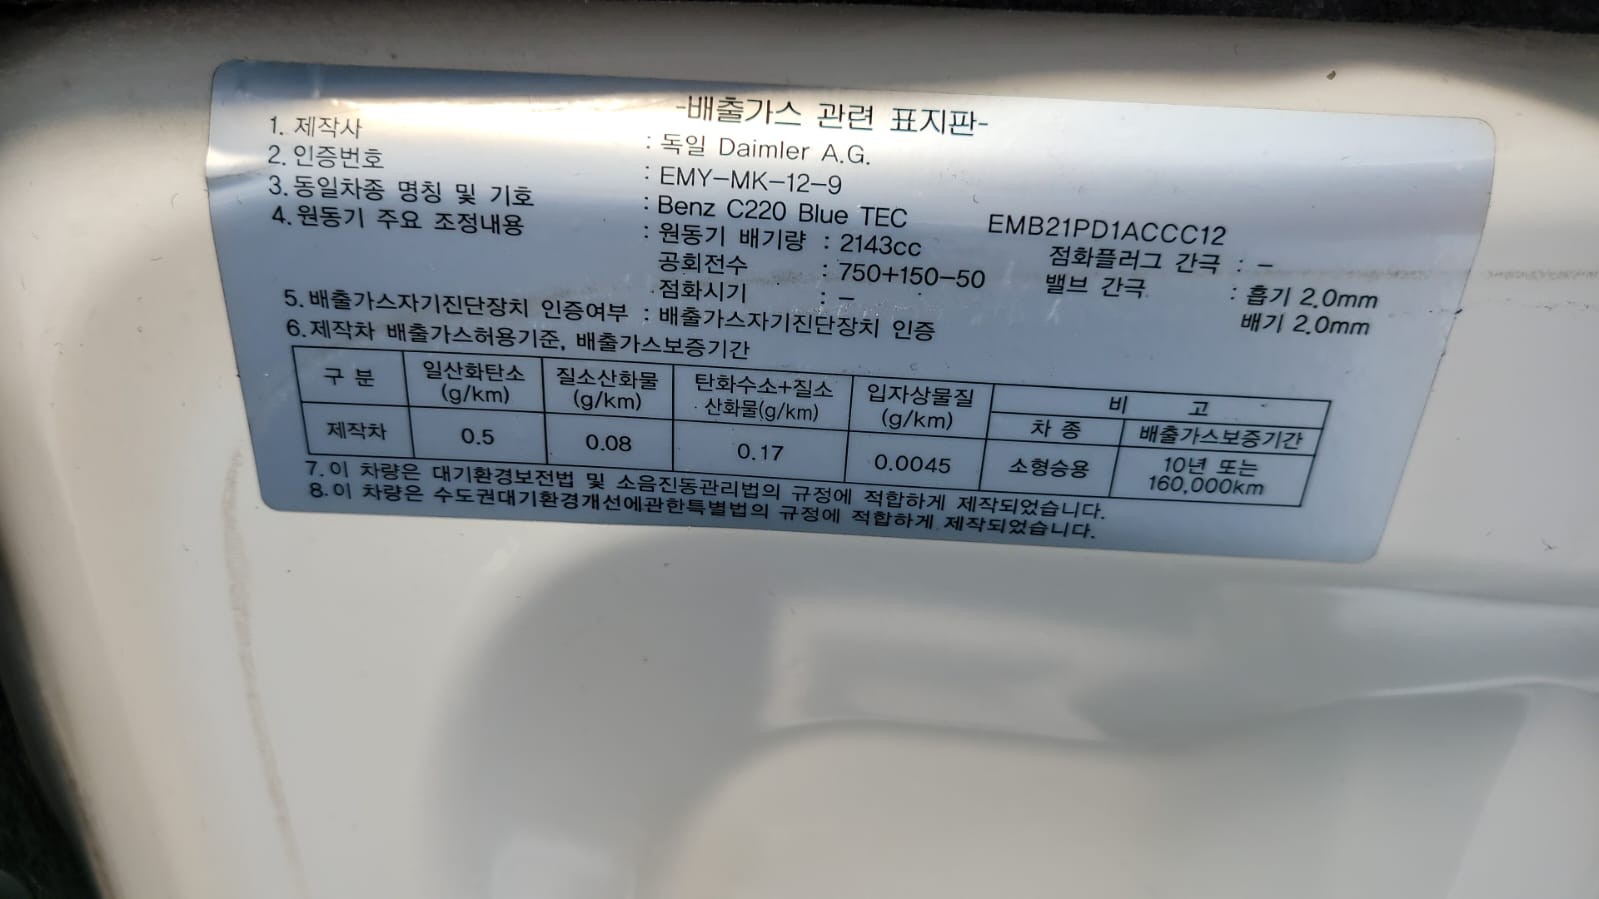 -배출가스 관련 표지판-
1. 제작사 : 독일 Daimler A.G.
2. 인증번호 : EMY-MK-12-9
3. 동일차종 명칭 및 기호 : Benz C220 Blue TEC EMB21PD1ACCC12
4. 원동기 주요 조정내용 : 원동기 배기량 : 2143cc 점화플러그 간극 : -
공회전수 : 750+150-50 밸브 간극 : 흡기 2.0mm
점화시기 : - 배기 2.0mm
5. 배출가스자기진단장치 인증여부 : 배출가스자기진단장치 인증
6. 제작차 배출가스허용기준, 배출가스보증기간
구 분 일산화탄소 (g/km) 질소산화물 (g/km) 탄화수소+질소 산화물(g/km) 입자상물질 (g/km) 비 고
차 종 배출가스보증기간
제작차 0.5 0.08 0.17 0.0045 소형승용 10년 또는 160,000km
7. 이 차량은 대기환경보전법 및 소음진동관리법의 규정에 적합하게 제작되었습니다.
8. 이 차량은 수도권대기환경개선에관한특별법의 규정에 적합하게 제작되었습니다.